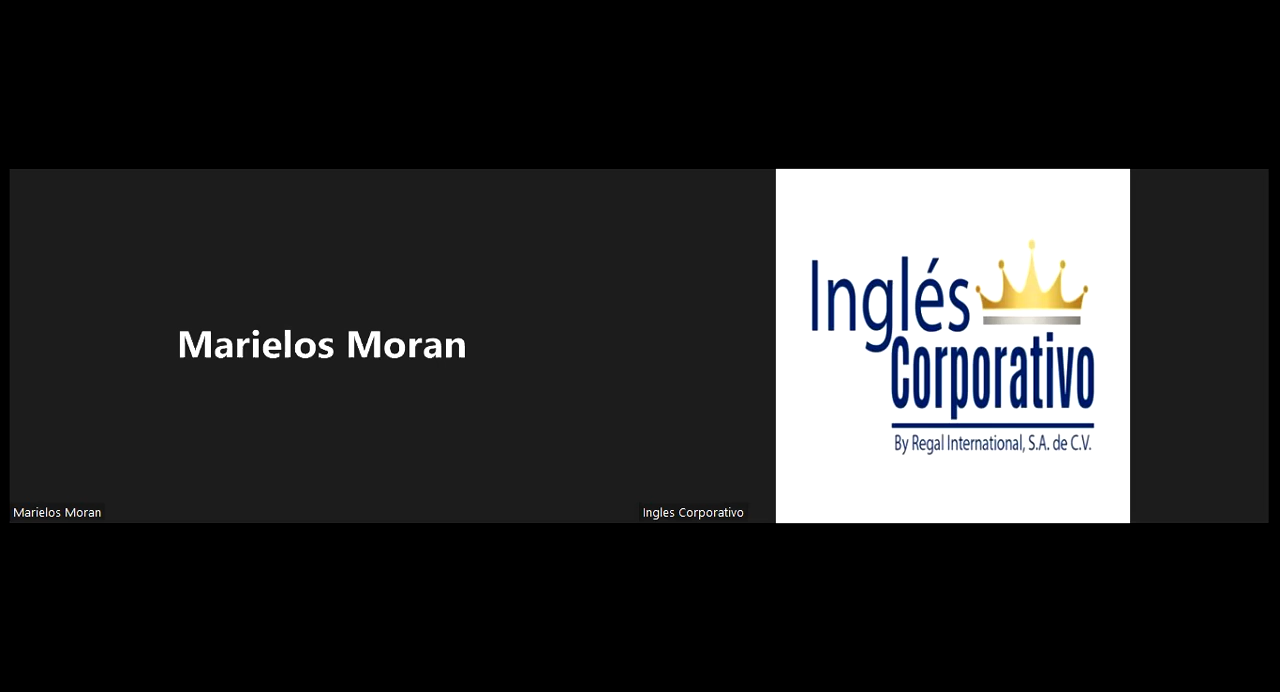 Marielos Moran
Marielos Moran
Inglés
Corporativo
By Regal International, S.A. de C.V.
Ingles Corporativo